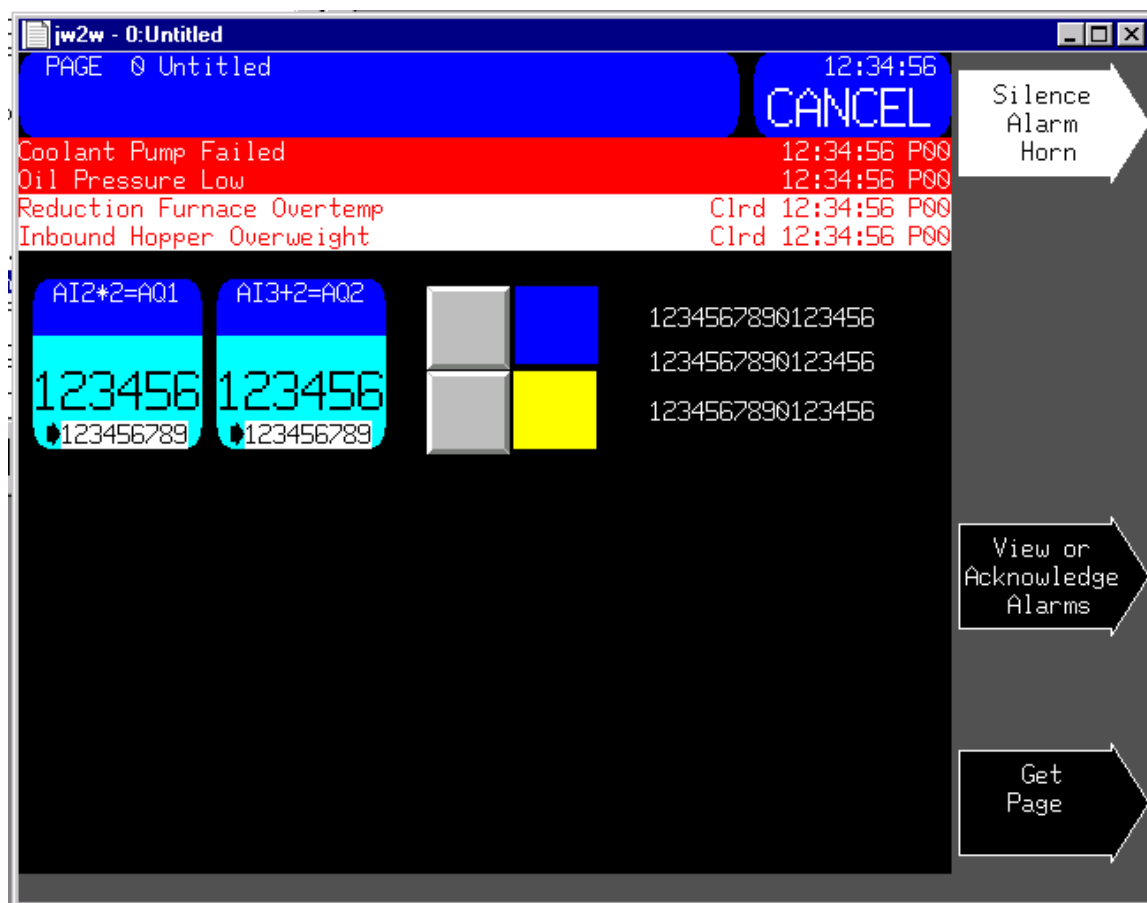 jw2w - 0:Untitled
PAGE 0 Untitled
12:34:56
CANCEL
Silence
Alarm
Horn
Coolant Pump Failed 12:34:56 P00
Oil Pressure Low 12:34:56 P00
Reduction Furnace Overtemp Clrd 12:34:56 P00
Inbound Hopper Overweight Clrd 12:34:56 P00
AI2*2=AQ1 AI3+2=AQ2
123456 123456
123456789 123456789
1234567890123456
1234567890123456
1234567890123456
View or
Acknowledge
Alarms
Get
Page